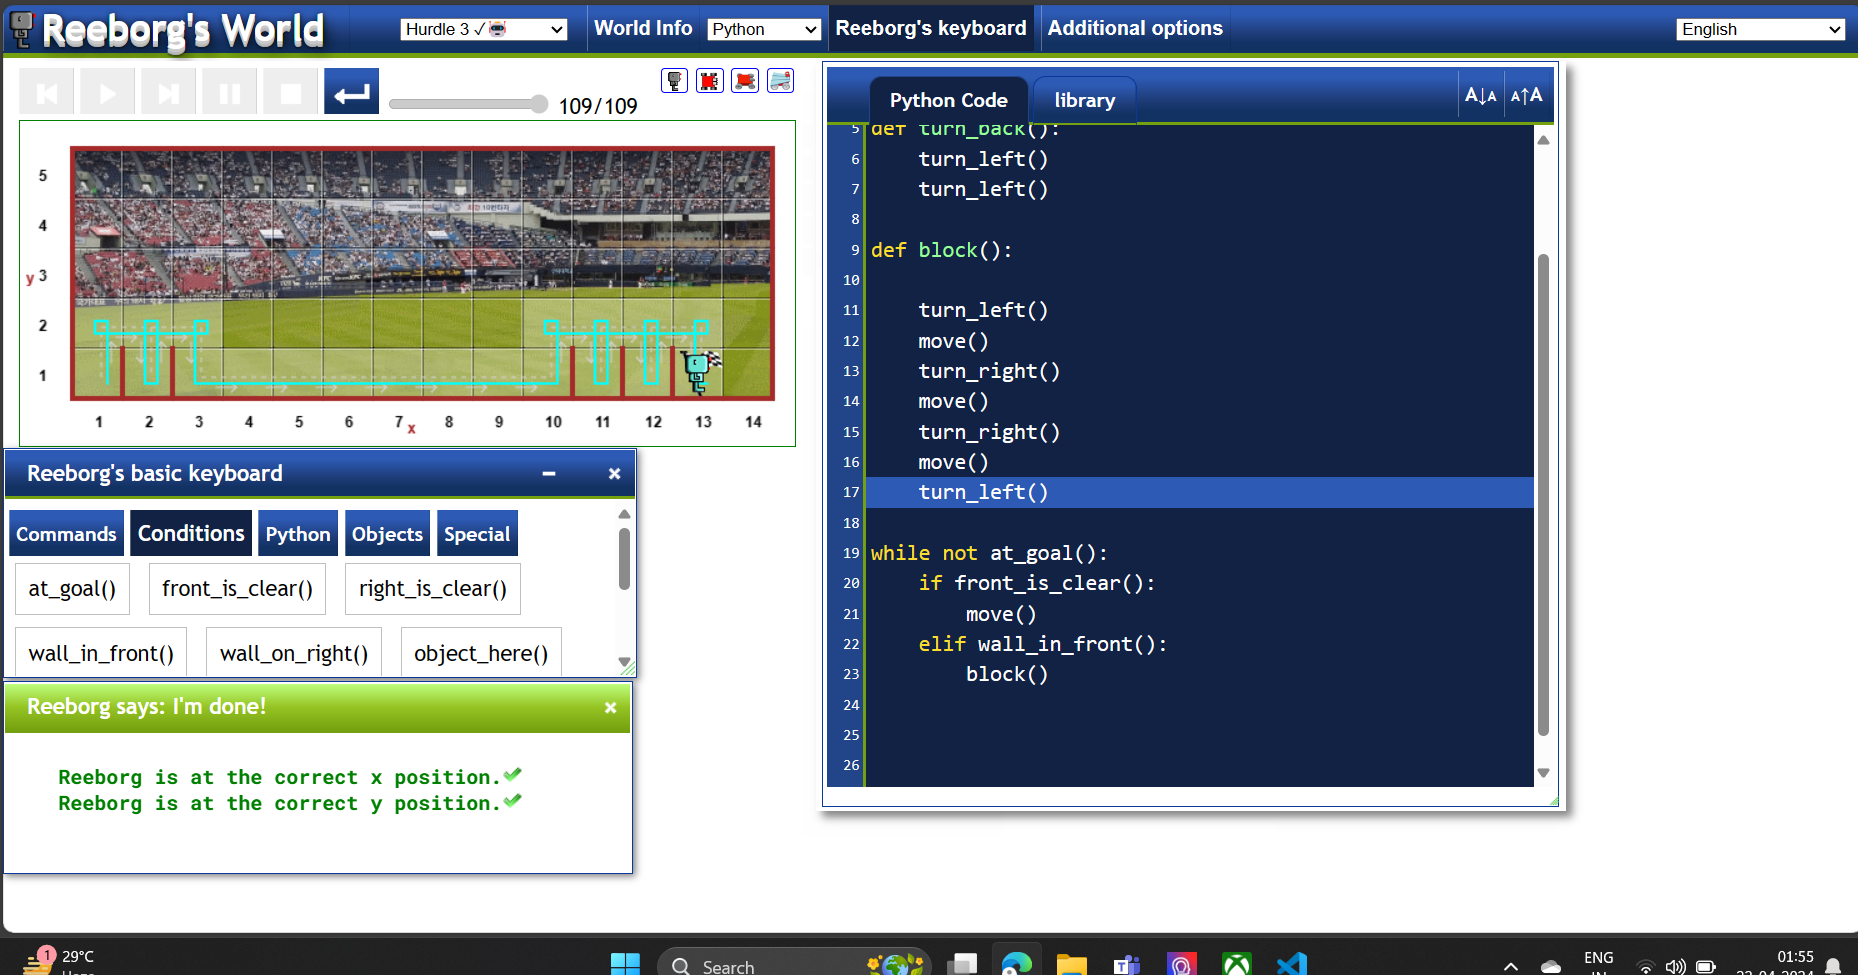 Reeborg's World
Hurdle 3 ✓
World Info
Python
Reeborg's keyboard
Additional options
English
109/109
Python Code
library
A↓A
A↑A
5
4
y 3
2
1
1 2 3 4 5 6 7 x 8 9 10 11 12 13 14
5 def turn_back():
6 turn_left()
7 turn_left()
8
9 def block():
10
11 turn_left()
12 move()
13 turn_right()
14 move()
15 turn_right()
16 move()
17 turn_left()
18
19 while not at_goal():
20 if front_is_clear():
21 move()
22 elif wall_in_front():
23 block()
24
25
26
Reeborg's basic keyboard
Commands
Conditions
Python
Objects
Special
at_goal()
front_is_clear()
right_is_clear()
wall_in_front()
wall_on_right()
object_here()
Reeborg says: I'm done!
Reeborg is at the correct x position.
Reeborg is at the correct y position.
1
29°C
Search
ENG
01:55